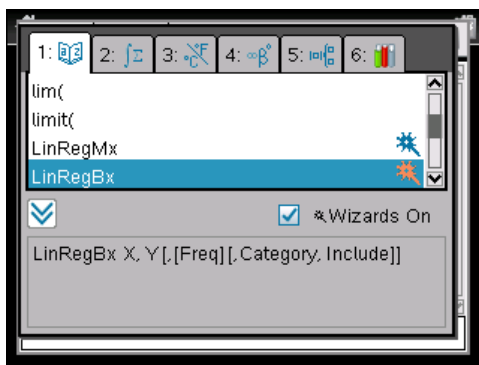 1: 2: ∫Σ 3: °C°F 4: ∞β° 5: 6:
lim(
limit(
LinRegMx
LinRegBx
Wizards On
LinRegBx X, Y[,[Freq][,Category, Include]]